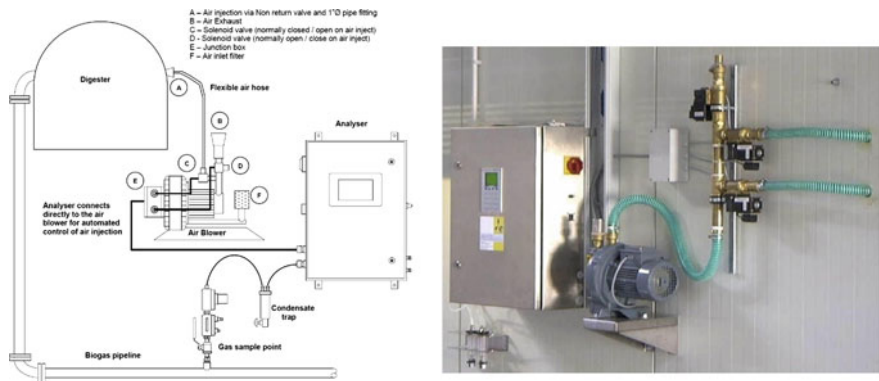 A – Air injection via Non return valve and 1"Ø pipe fitting
B – Air Exhaust
C – Solenoid valve (normally closed / open on air inject)
D - Solenoid valve (normally open / close on air inject)
E – Junction box
F – Air inlet filter
Digester
A
Flexible air hose
B
Analyser
C
D
E
F
Analyser connects
directly to the air
blower for automated
control of air injection
Air Blower
Condensate
trap
Gas sample point
Biogas pipeline